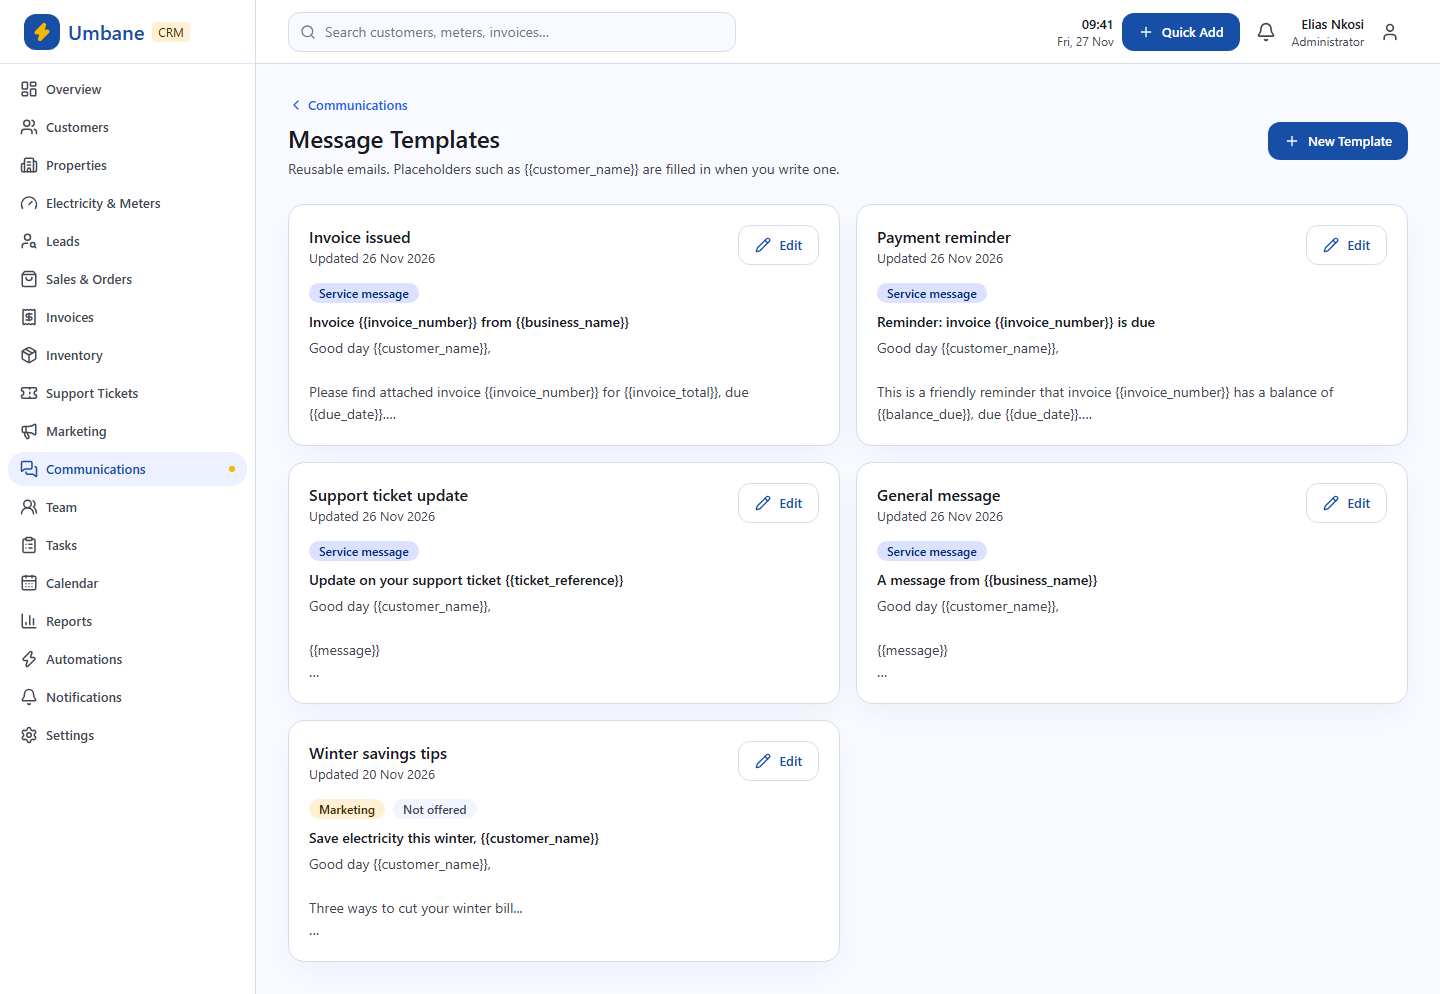 Umbane CRM
Search customers, meters, invoices...
09:41
Fri, 27 Nov
Quick Add
Elias Nkosi
Administrator
Overview
Customers
Properties
Electricity & Meters
Leads
Sales & Orders
Invoices
Inventory
Support Tickets
Marketing
Communications
Team
Tasks
Calendar
Reports
Automations
Notifications
Settings
Communications
Message Templates
Reusable emails. Placeholders such as {{customer_name}} are filled in when you write one.
New Template
Invoice issued
Updated 26 Nov 2026
Edit
Service message
Invoice {{invoice_number}} from {{business_name}}
Good day {{customer_name}},
Please find attached invoice {{invoice_number}} for {{invoice_total}}, due
{{due_date}}....
Payment reminder
Updated 26 Nov 2026
Edit
Service message
Reminder: invoice {{invoice_number}} is due
Good day {{customer_name}},
This is a friendly reminder that invoice {{invoice_number}} has a balance of
{{balance_due}}, due {{due_date}}....
Support ticket update
Updated 26 Nov 2026
Edit
Service message
Update on your support ticket {{ticket_reference}}
Good day {{customer_name}},
{{message}}
...
General message
Updated 26 Nov 2026
Edit
Service message
A message from {{business_name}}
Good day {{customer_name}},
{{message}}
...
Winter savings tips
Updated 20 Nov 2026
Edit
Marketing
Not offered
Save electricity this winter, {{customer_name}}
Good day {{customer_name}},
Three ways to cut your winter bill...
...